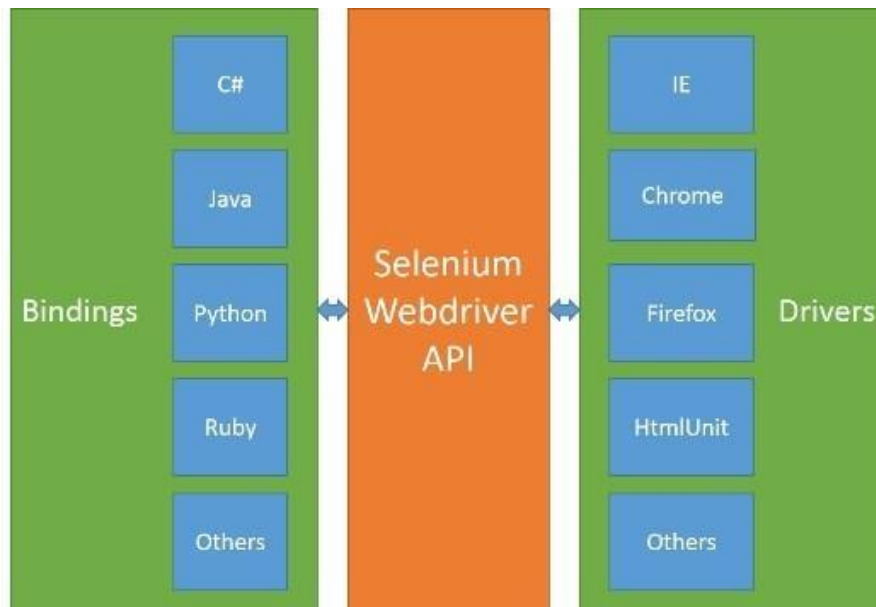 Bindings
C#
Java
Python
Ruby
Others
Selenium
Webdriver
API
IE
Chrome
Firefox
HtmlUnit
Others
Drivers